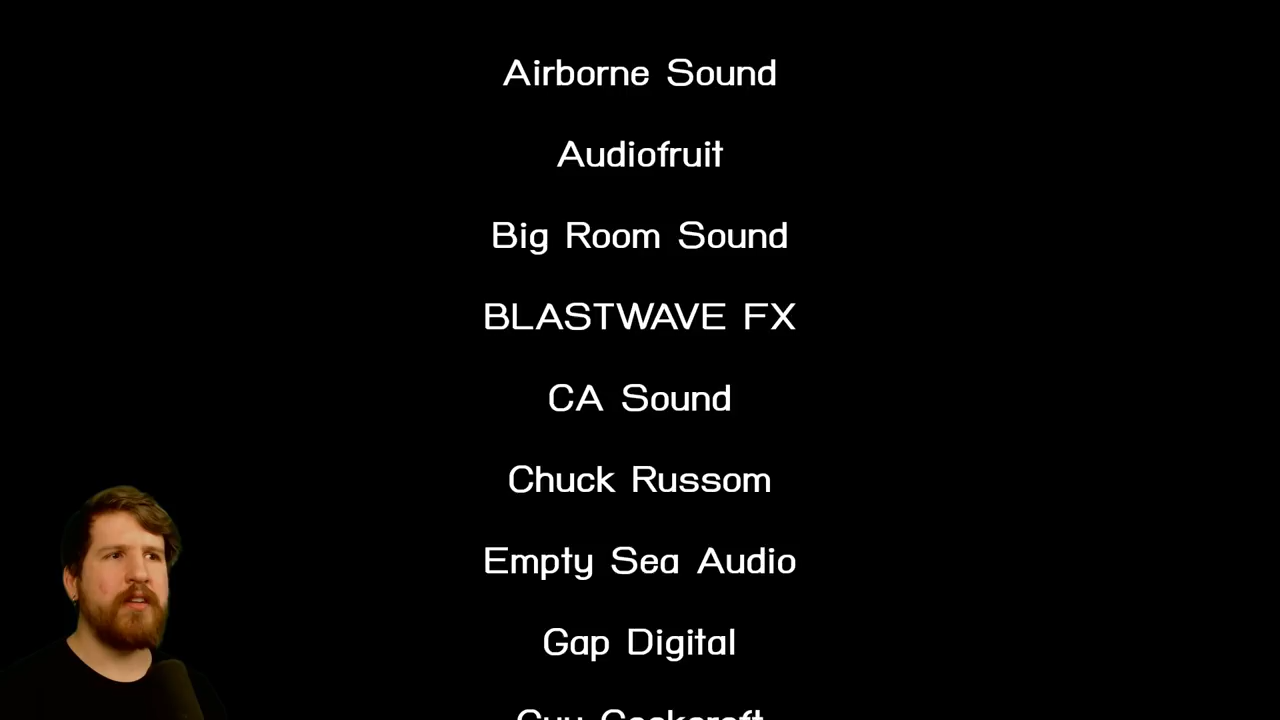 Airborne Sound
Audiofruit
Big Room Sound
BLASTWAVE FX
CA Sound
Chuck Russom
Empty Sea Audio
Gap Digital